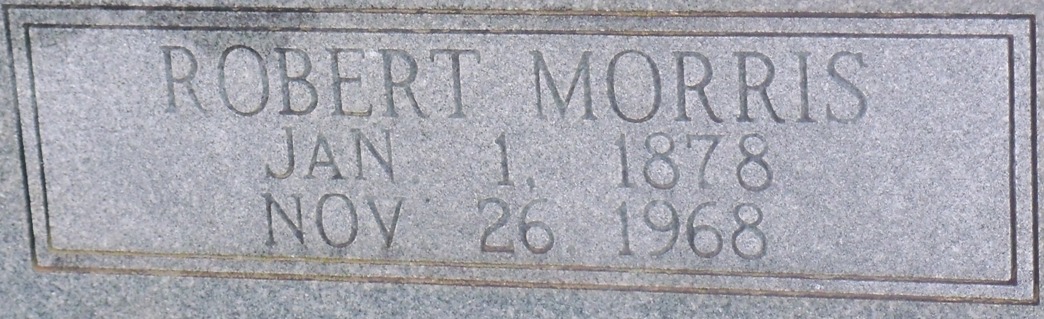 ROBERT MORRIS
JAN 1, 1878
NOV 26 1968